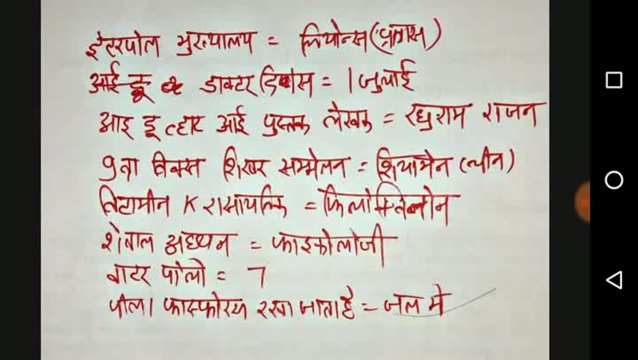 इंटरपोल मुख्यालय = लियोन्स (फ्रांस)
आई डाक्टर दिवस = 1 जुलाई
आइ डू व्हाट आई पुस्तक लेखक = रघुराम राजन
9वा ब्रिक्स शिखर सम्मेलन = शियामेन (चीन)
विटामीन K रासायनिक = फिलोक्विनोन
शैवाल अध्ययन = फाइकोलॉजी
वाटर पोलो = 7
पीला फास्फोरस रखा जाता है = जल मे